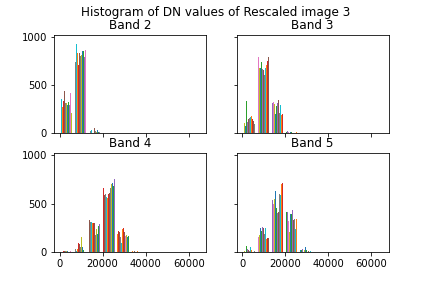 Histogram of DN values of Rescaled image 3
Band 2
Band 3
1000
500
0
Band 4
Band 5
1000
500
0
0 20000 40000 60000
0 20000 40000 60000